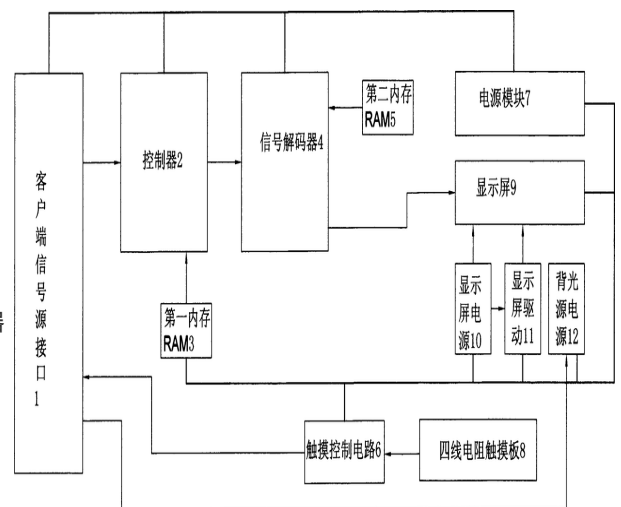 客
户
端
信
号
源
接
口
1
控制器2
信号解码器4
第二内存
RAM5
电源模块7
显示屏9
第一内存
RAM3
显示
屏电
源10
显示
屏驱
动11
背光
源电
源12
触摸控制电路6
四线电阻触摸板8